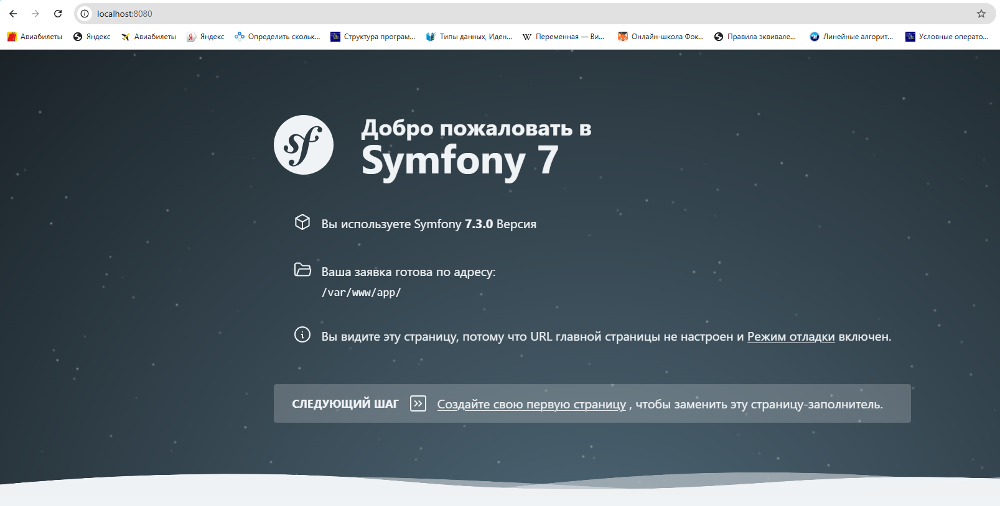 localhost:8080
Авиабилеты Яндекс Авиабилеты Яндекс Определить сколь... Структура програм... Типы данных, Иден... Переменная — Ви... Онлайн-школа Фок... Правила эквивале... Линейные алгорит... Условные операто...
sf
Добро пожаловать в
Symfony 7
Вы используете Symfony 7.3.0 Версия
Ваша заявка готова по адресу:
/var/www/app/
Вы видите эту страницу, потому что URL главной страницы не настроен и Режим отладки включен.
СЛЕДУЮЩИЙ ШАГ Создайте свою первую страницу , чтобы заменить эту страницу-заполнитель.